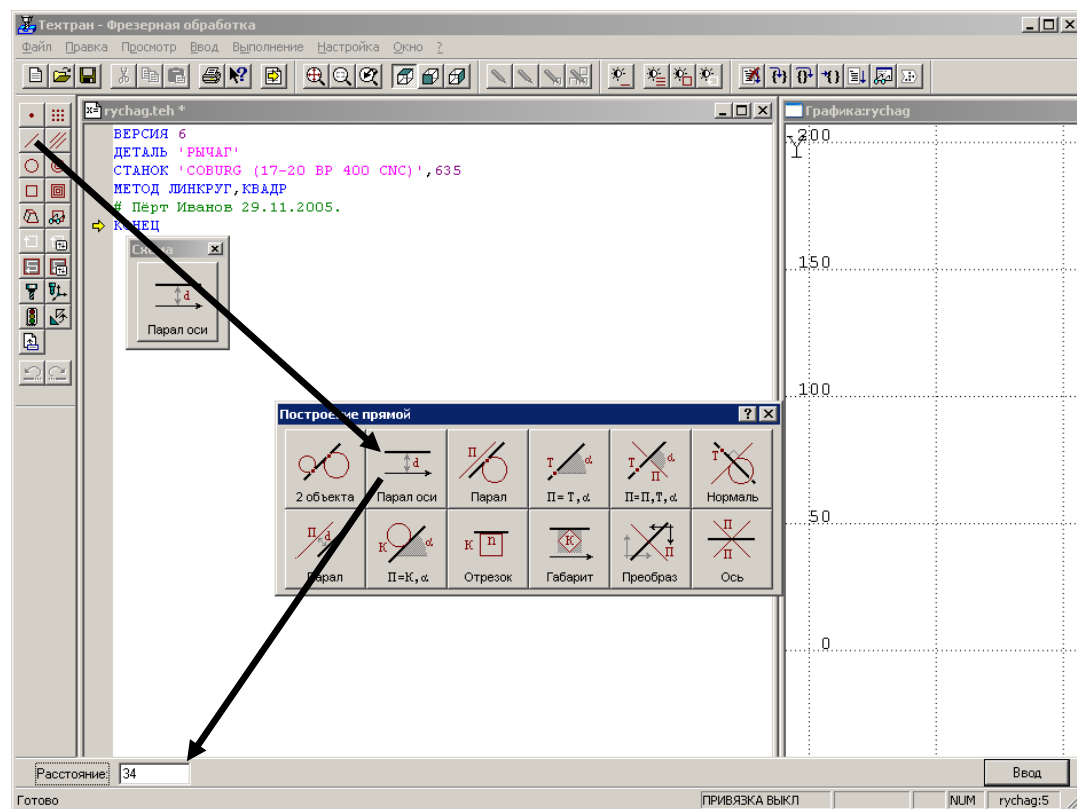 Техтран - Фрезерная обработка
Файл Правка Просмотр Ввод Выполнение Настройка Окно ?
rychag.teh *
ВЕРСИЯ 6
ДЕТАЛЬ 'РЫЧАГ'
СТАНОК 'COBURG (17-20 BP 400 CNC)',635
МЕТОД ЛИНКРУГ,КВАДР
# Пёрт Иванов 29.11.2005.
КОНЕЦ
Схема
d
Парал оси
Графика:rychag
Y
200
150
100
50
0
Построение прямой
2 объекта
d
Парал оси
П
Парал
Т α
П=Т,α
Т α П
П=П,Т,α
Т
Нормаль
П d
Парал
К α
П=К,α
К п
Отрезок
К
Габарит
П
Преобраз
П П
Ось
Расстояние: 34
Ввод
Готово
ПРИВЯЗКА ВЫКЛ
NUM
rychag:5